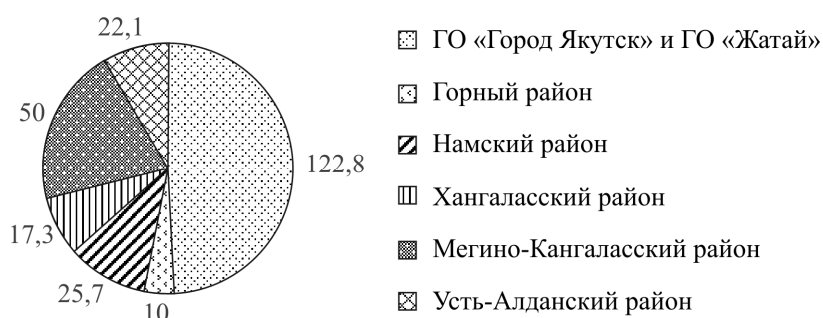 22,1
50
122,8
17,3
25,7
10
ГО «Город Якутск» и ГО «Жатай»
Горный район
Намский район
Хангаласский район
Мегино-Кангаласский район
Усть-Алданский район